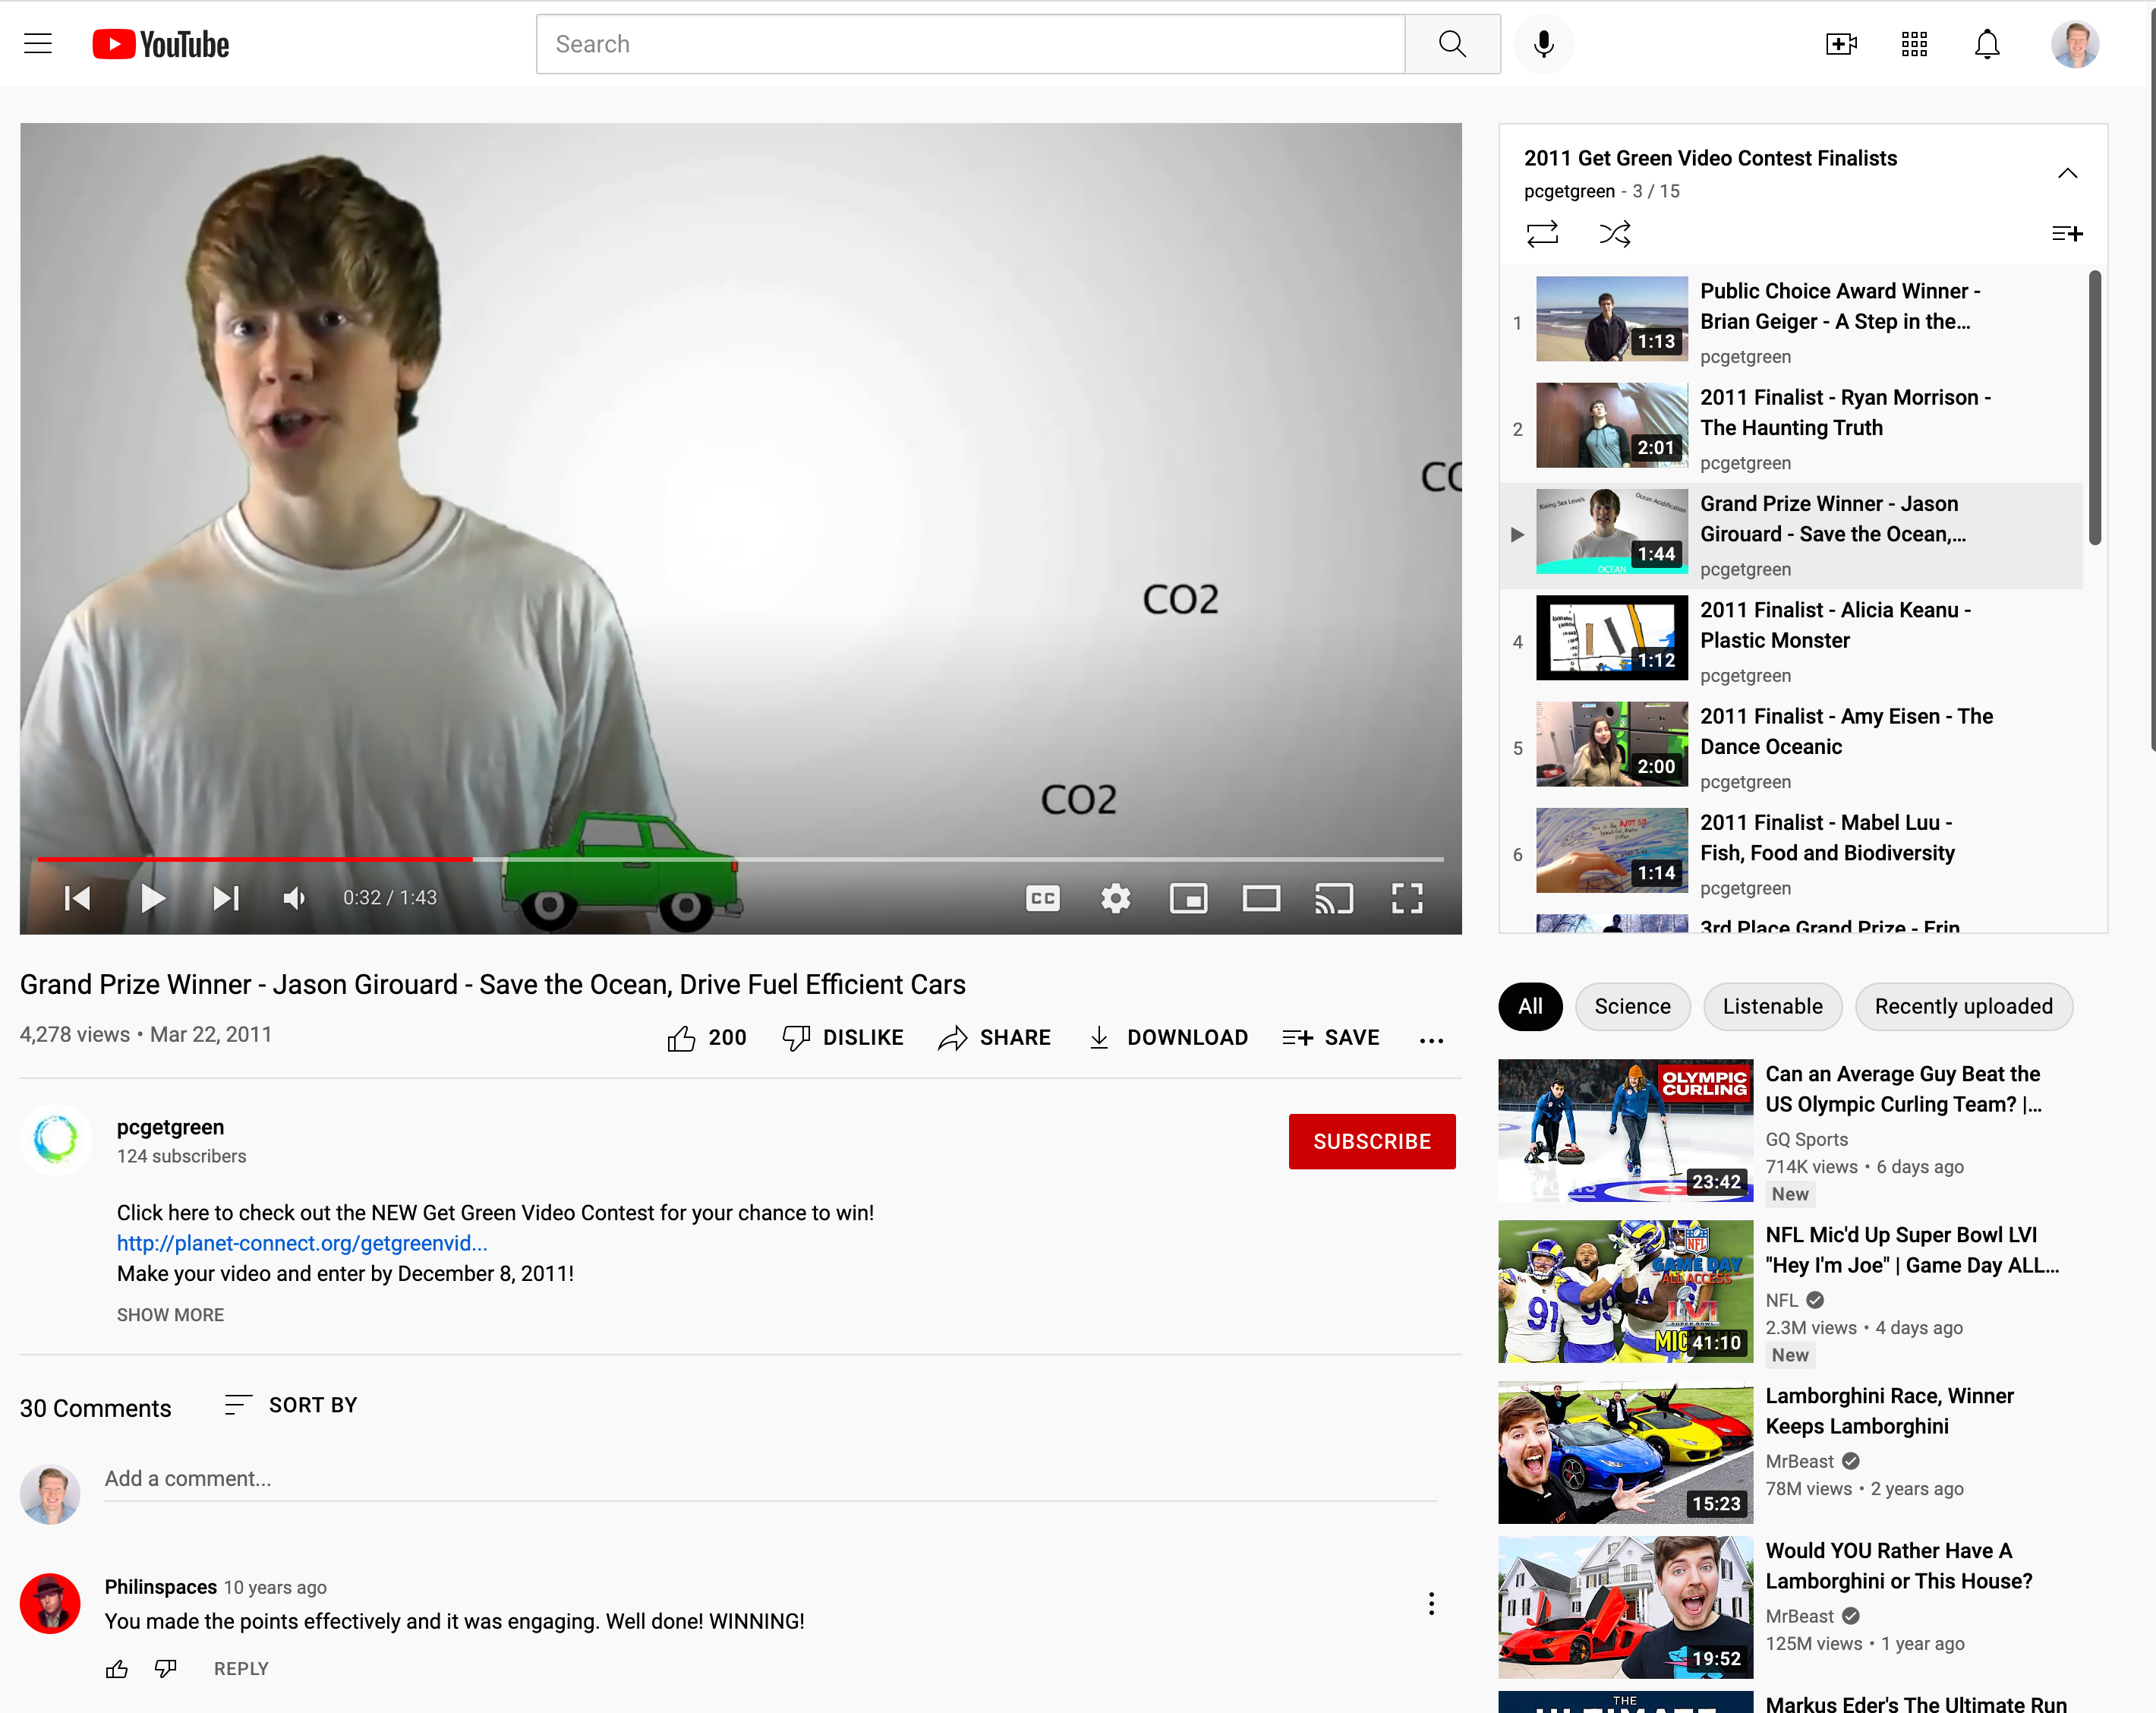 YouTube
Search
CO
CO2
CO2
0:32 / 1:43
CC
Grand Prize Winner - Jason Girouard - Save the Ocean, Drive Fuel Efficient Cars
4,278 views • Mar 22, 2011
200
DISLIKE
SHARE
DOWNLOAD
SAVE
pcgetgreen
124 subscribers
SUBSCRIBE
Click here to check out the NEW Get Green Video Contest for your chance to win!
http://planet-connect.org/getgreenvid...
Make your video and enter by December 8, 2011!
SHOW MORE
30 Comments
SORT BY
Add a comment...
Philinspaces 10 years ago
You made the points effectively and it was engaging. Well done! WINNING!
REPLY
2011 Get Green Video Contest Finalists
pcgetgreen - 3 / 15
1
1:13
Public Choice Award Winner -
Brian Geiger - A Step in the...
pcgetgreen
2
2:01
2011 Finalist - Ryan Morrison -
The Haunting Truth
pcgetgreen
Rising Sea Levels
Ocean Acidification
OCEAN
1:44
Grand Prize Winner - Jason
Girouard - Save the Ocean,...
pcgetgreen
4
1:12
2011 Finalist - Alicia Keanu -
Plastic Monster
pcgetgreen
5
2:00
2011 Finalist - Amy Eisen - The
Dance Oceanic
pcgetgreen
6
1:14
2011 Finalist - Mabel Luu -
Fish, Food and Biodiversity
pcgetgreen
3rd Place Grand Prize - Erin
All
Science
Listenable
Recently uploaded
OLYMPIC
CURLING
23:42
Can an Average Guy Beat the
US Olympic Curling Team? |...
GQ Sports
714K views • 6 days ago
New
NFL
GAME DAY
ALL ACCESS
LVI
SUPER BOWL
91
99
MIC
41:10
NFL Mic'd Up Super Bowl LVI
"Hey I'm Joe" | Game Day ALL...
NFL
2.3M views • 4 days ago
New
15:23
Lamborghini Race, Winner
Keeps Lamborghini
MrBeast
78M views • 2 years ago
19:52
Would YOU Rather Have A
Lamborghini or This House?
MrBeast
125M views • 1 year ago
THE
ULTIMATE
Markus Eder's The Ultimate Run